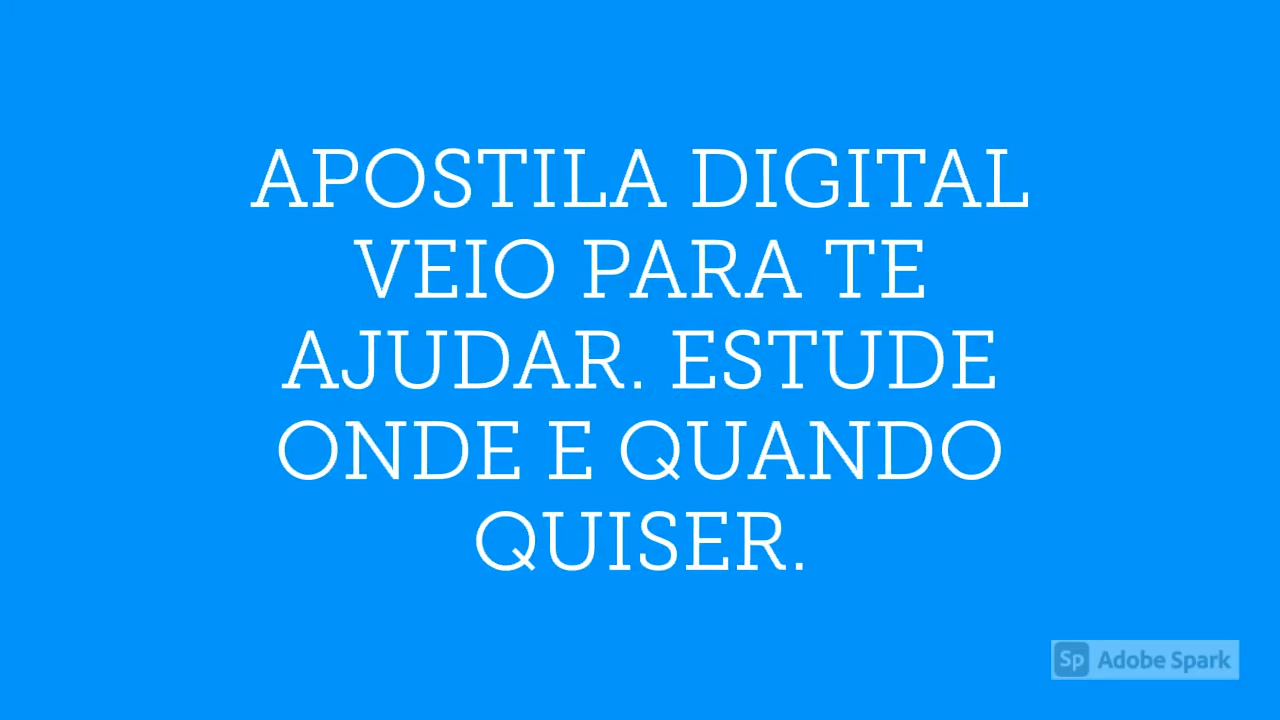 APOSTILA DIGITAL
VEIO PARA TE
AJUDAR. ESTUDE
ONDE E QUANDO
QUISER.
Sp Adobe Spark